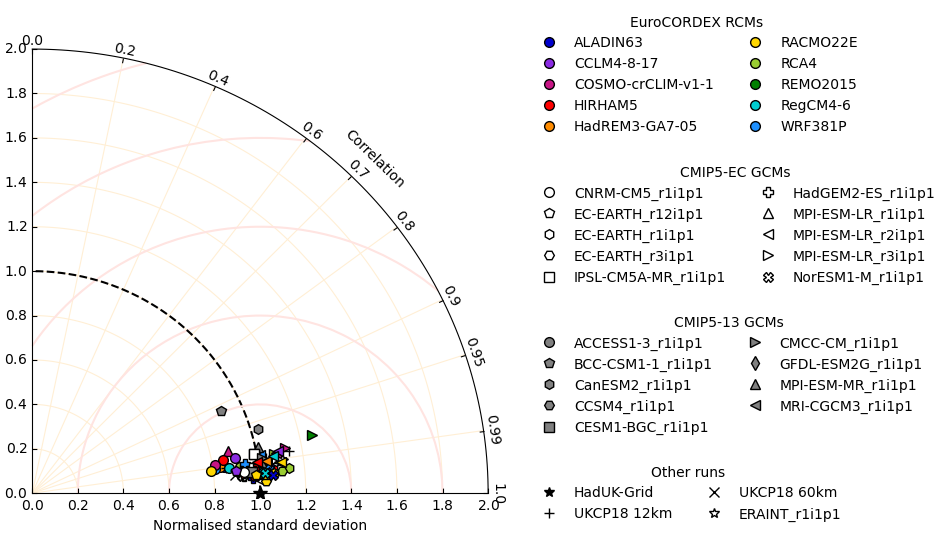 0.0
0.2
0.4
0.6
0.7
0.8
0.9
0.95
0.99
1.0
Correlation
2.0
1.8
1.6
1.4
1.2
1.0
0.8
0.6
0.4
0.2
0.0
0.0 0.2 0.4 0.6 0.8 1.0 1.2 1.4 1.6 1.8 2.0
Normalised standard deviation
EuroCORDEX RCMs
ALADIN63
CCLM4-8-17
COSMO-crCLIM-v1-1
HIRHAM5
HadREM3-GA7-05
RACMO22E
RCA4
REMO2015
RegCM4-6
WRF381P
CMIP5-EC GCMs
CNRM-CM5_r1i1p1
EC-EARTH_r12i1p1
EC-EARTH_r1i1p1
EC-EARTH_r3i1p1
IPSL-CM5A-MR_r1i1p1
HadGEM2-ES_r1i1p1
MPI-ESM-LR_r1i1p1
MPI-ESM-LR_r2i1p1
MPI-ESM-LR_r3i1p1
NorESM1-M_r1i1p1
CMIP5-13 GCMs
ACCESS1-3_r1i1p1
BCC-CSM1-1_r1i1p1
CanESM2_r1i1p1
CCSM4_r1i1p1
CESM1-BGC_r1i1p1
CMCC-CM_r1i1p1
GFDL-ESM2G_r1i1p1
MPI-ESM-MR_r1i1p1
MRI-CGCM3_r1i1p1
Other runs
HadUK-Grid
UKCP18 12km
UKCP18 60km
ERAINT_r1i1p1